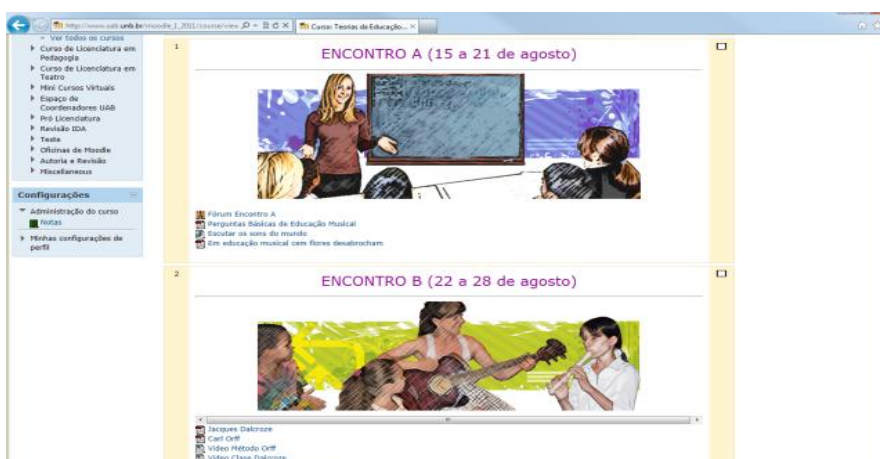 http://www.uab.unb.br/moodle_1_2011/course/view
Curso: Teorias da Educação...
Ver todos os cursos
Curso de Licenciatura em
Pedagogia
Curso de Licenciatura em
Teatro
Mini Cursos Virtuais
Espaço de
Coordenadores UAB
Pró Licenciatura
Revisão IDA
Teste
Oficinas de Moodle
Autoria e Revisão
Miscellaneous
Configurações
Administração do curso
Notas
Minhas configurações de
perfil
1
ENCONTRO A (15 a 21 de agosto)
Fórum Encontro A
Perguntas Básicas de Educação Musical
Escutar os sons do mundo
Em educação musical cem flores desabrocham
2
ENCONTRO B (22 a 28 de agosto)
Jacques Dalcroze
Carl Orff
Vídeo Método Orff
Vídeo Classe Dalcroze